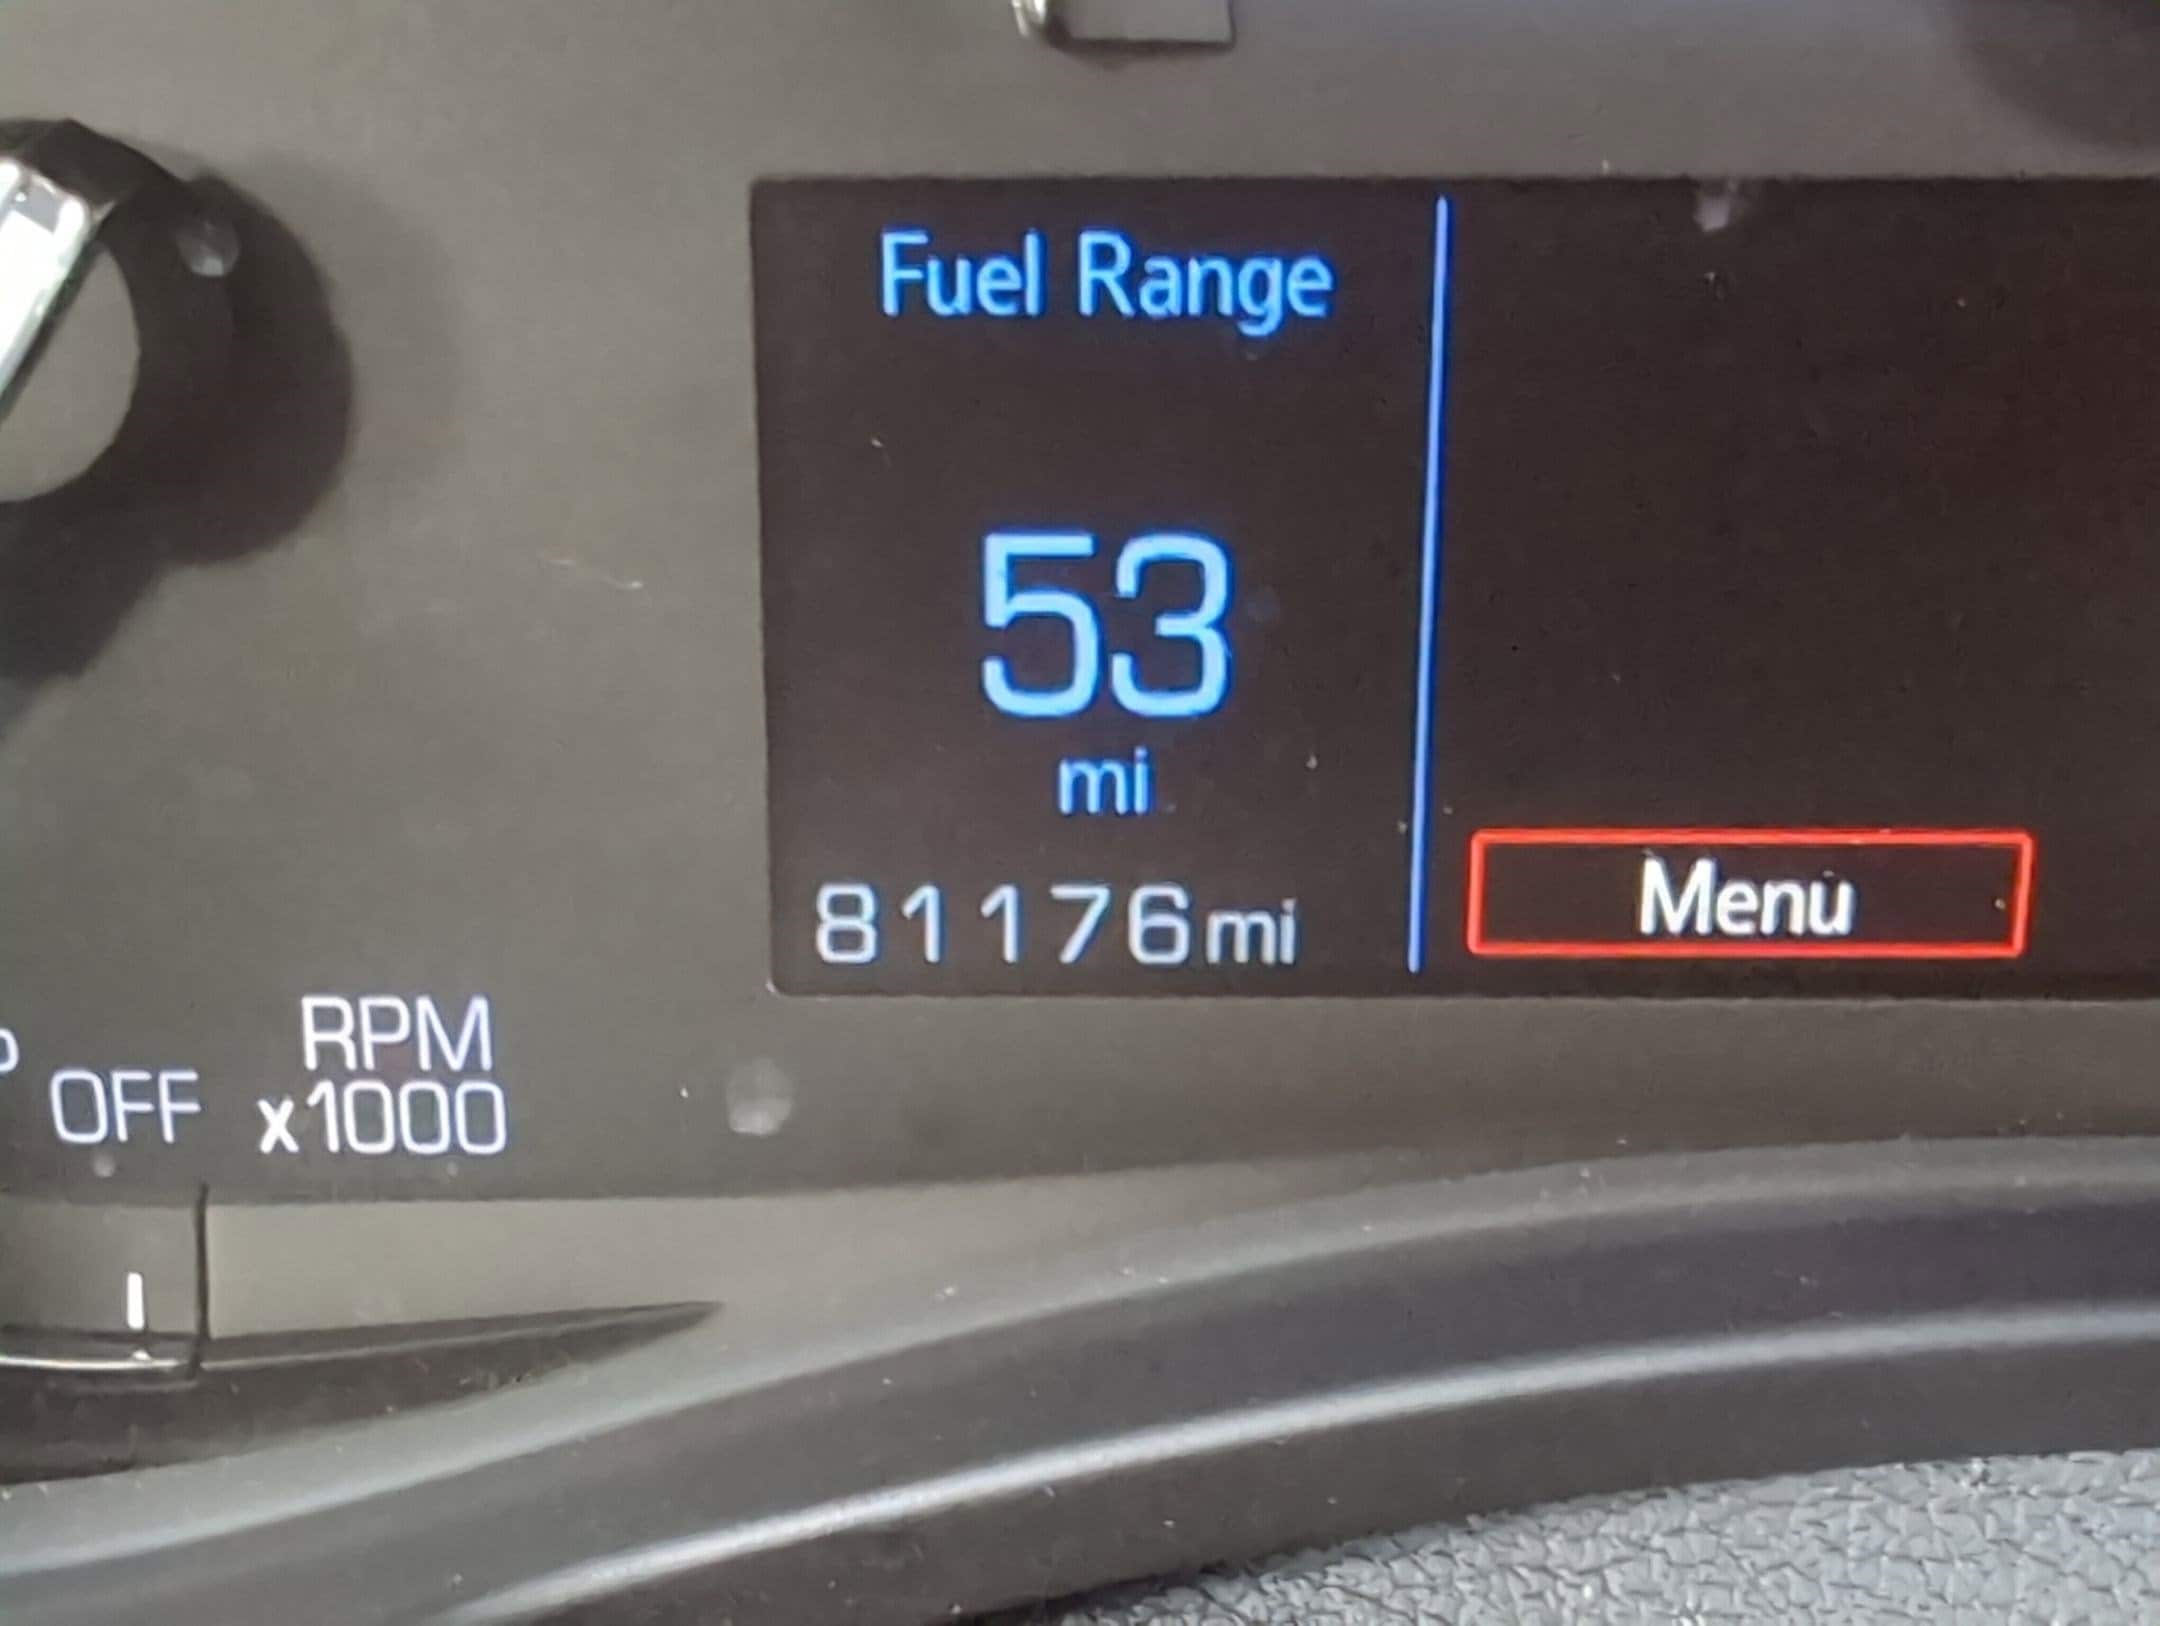 Fuel Range
53
mi
81176mi
Menu
RPM
OFF x1000